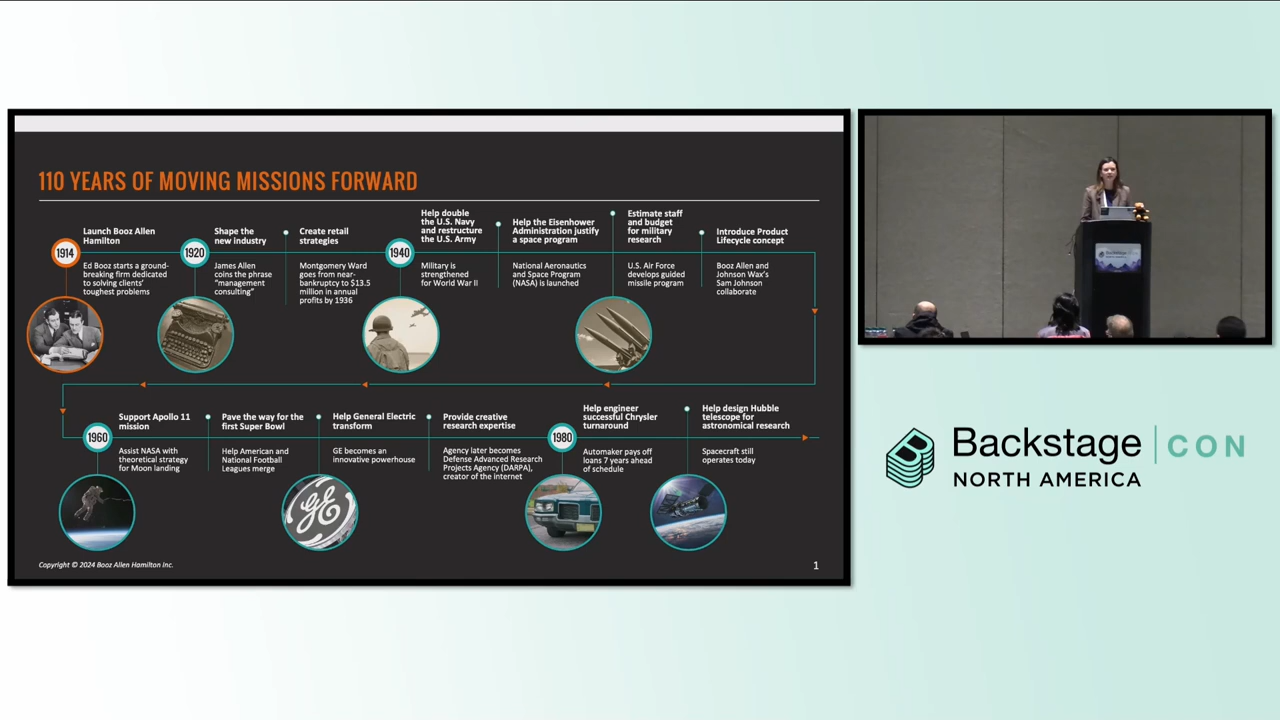 110 YEARS OF MOVING MISSIONS FORWARD
1914
Launch Booz Allen
Hamilton
Ed Booz starts a ground-
breaking firm dedicated
to solving clients'
toughest problems
1920
Shape the
new industry
James Allen
coins the phrase
"management
consulting"
Create retail
strategies
Montgomery Ward
goes from near-
bankruptcy to $13.5
million in annual
profits by 1936
1940
Help double
the U.S. Navy
and restructure
the U.S. Army
Military is
strengthened
for World War II
Help the Eisenhower
Administration justify
a space program
National Aeronautics
and Space Program
(NASA) is launched
Estimate staff
and budget
for military
research
U.S. Air Force
develops guided
missile program
Introduce Product
Lifecycle concept
Booz Allen and
Johnson Wax's
Sam Johnson
collaborate
1960
Support Apollo 11
mission
Assist NASA with
theoretical strategy
for Moon landing
Pave the way for the
first Super Bowl
Help American and
National Football
Leagues merge
Help General Electric
transform
GE becomes an
innovative powerhouse
Provide creative
research expertise
Agency later becomes
Defense Advanced Research
Projects Agency (DARPA),
creator of the internet
1980
Help engineer
successful Chrysler
turnaround
Automaker pays off
loans 7 years ahead
of schedule
Help design Hubble
telescope for
astronomical research
Spacecraft still
operates today
GE
Copyright © 2024 Booz Allen Hamilton Inc.
1
Backstage CON
NORTH AMERICA